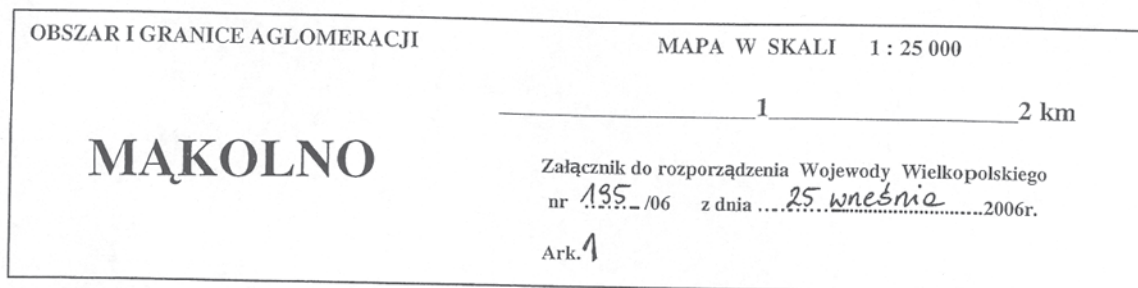 OBSZAR I GRANICE AGLOMERACJI
MĄKOLNO
MAPA W SKALI 1 : 25 000
1 2 km
Załącznik do rozporządzenia Wojewody Wielkopolskiego
nr 195 /06 z dnia .... 25 września ........2006r.
Ark. 1